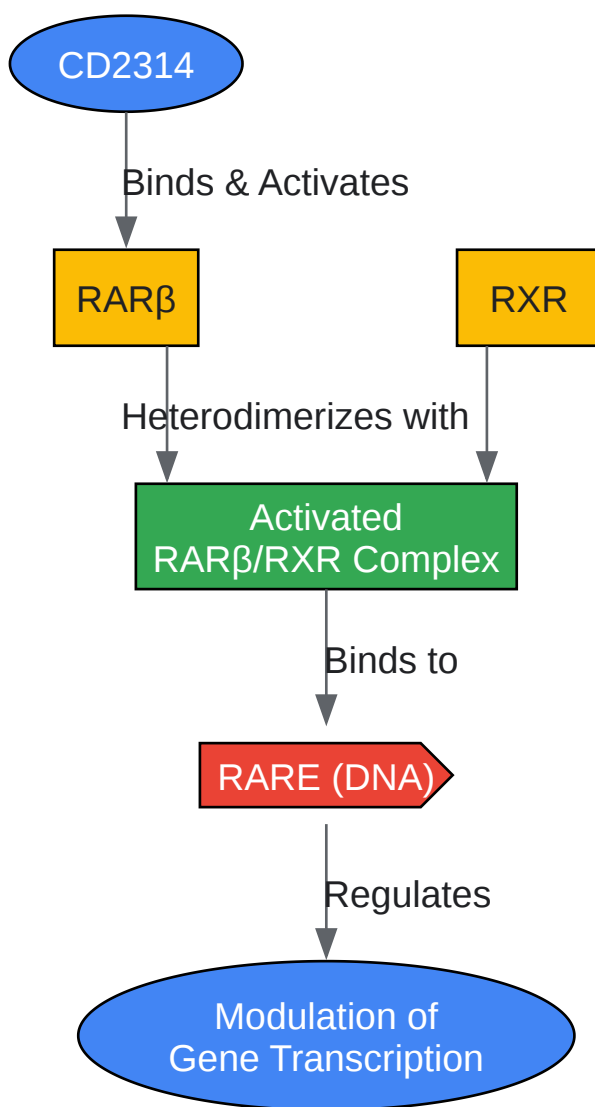 CD2314
Binds & Activates
RARβ
RXR
Heterodimerizes with
Activated
RARβ/RXR Complex
Binds to
RARE (DNA)
Regulates
Modulation of
Gene Transcription